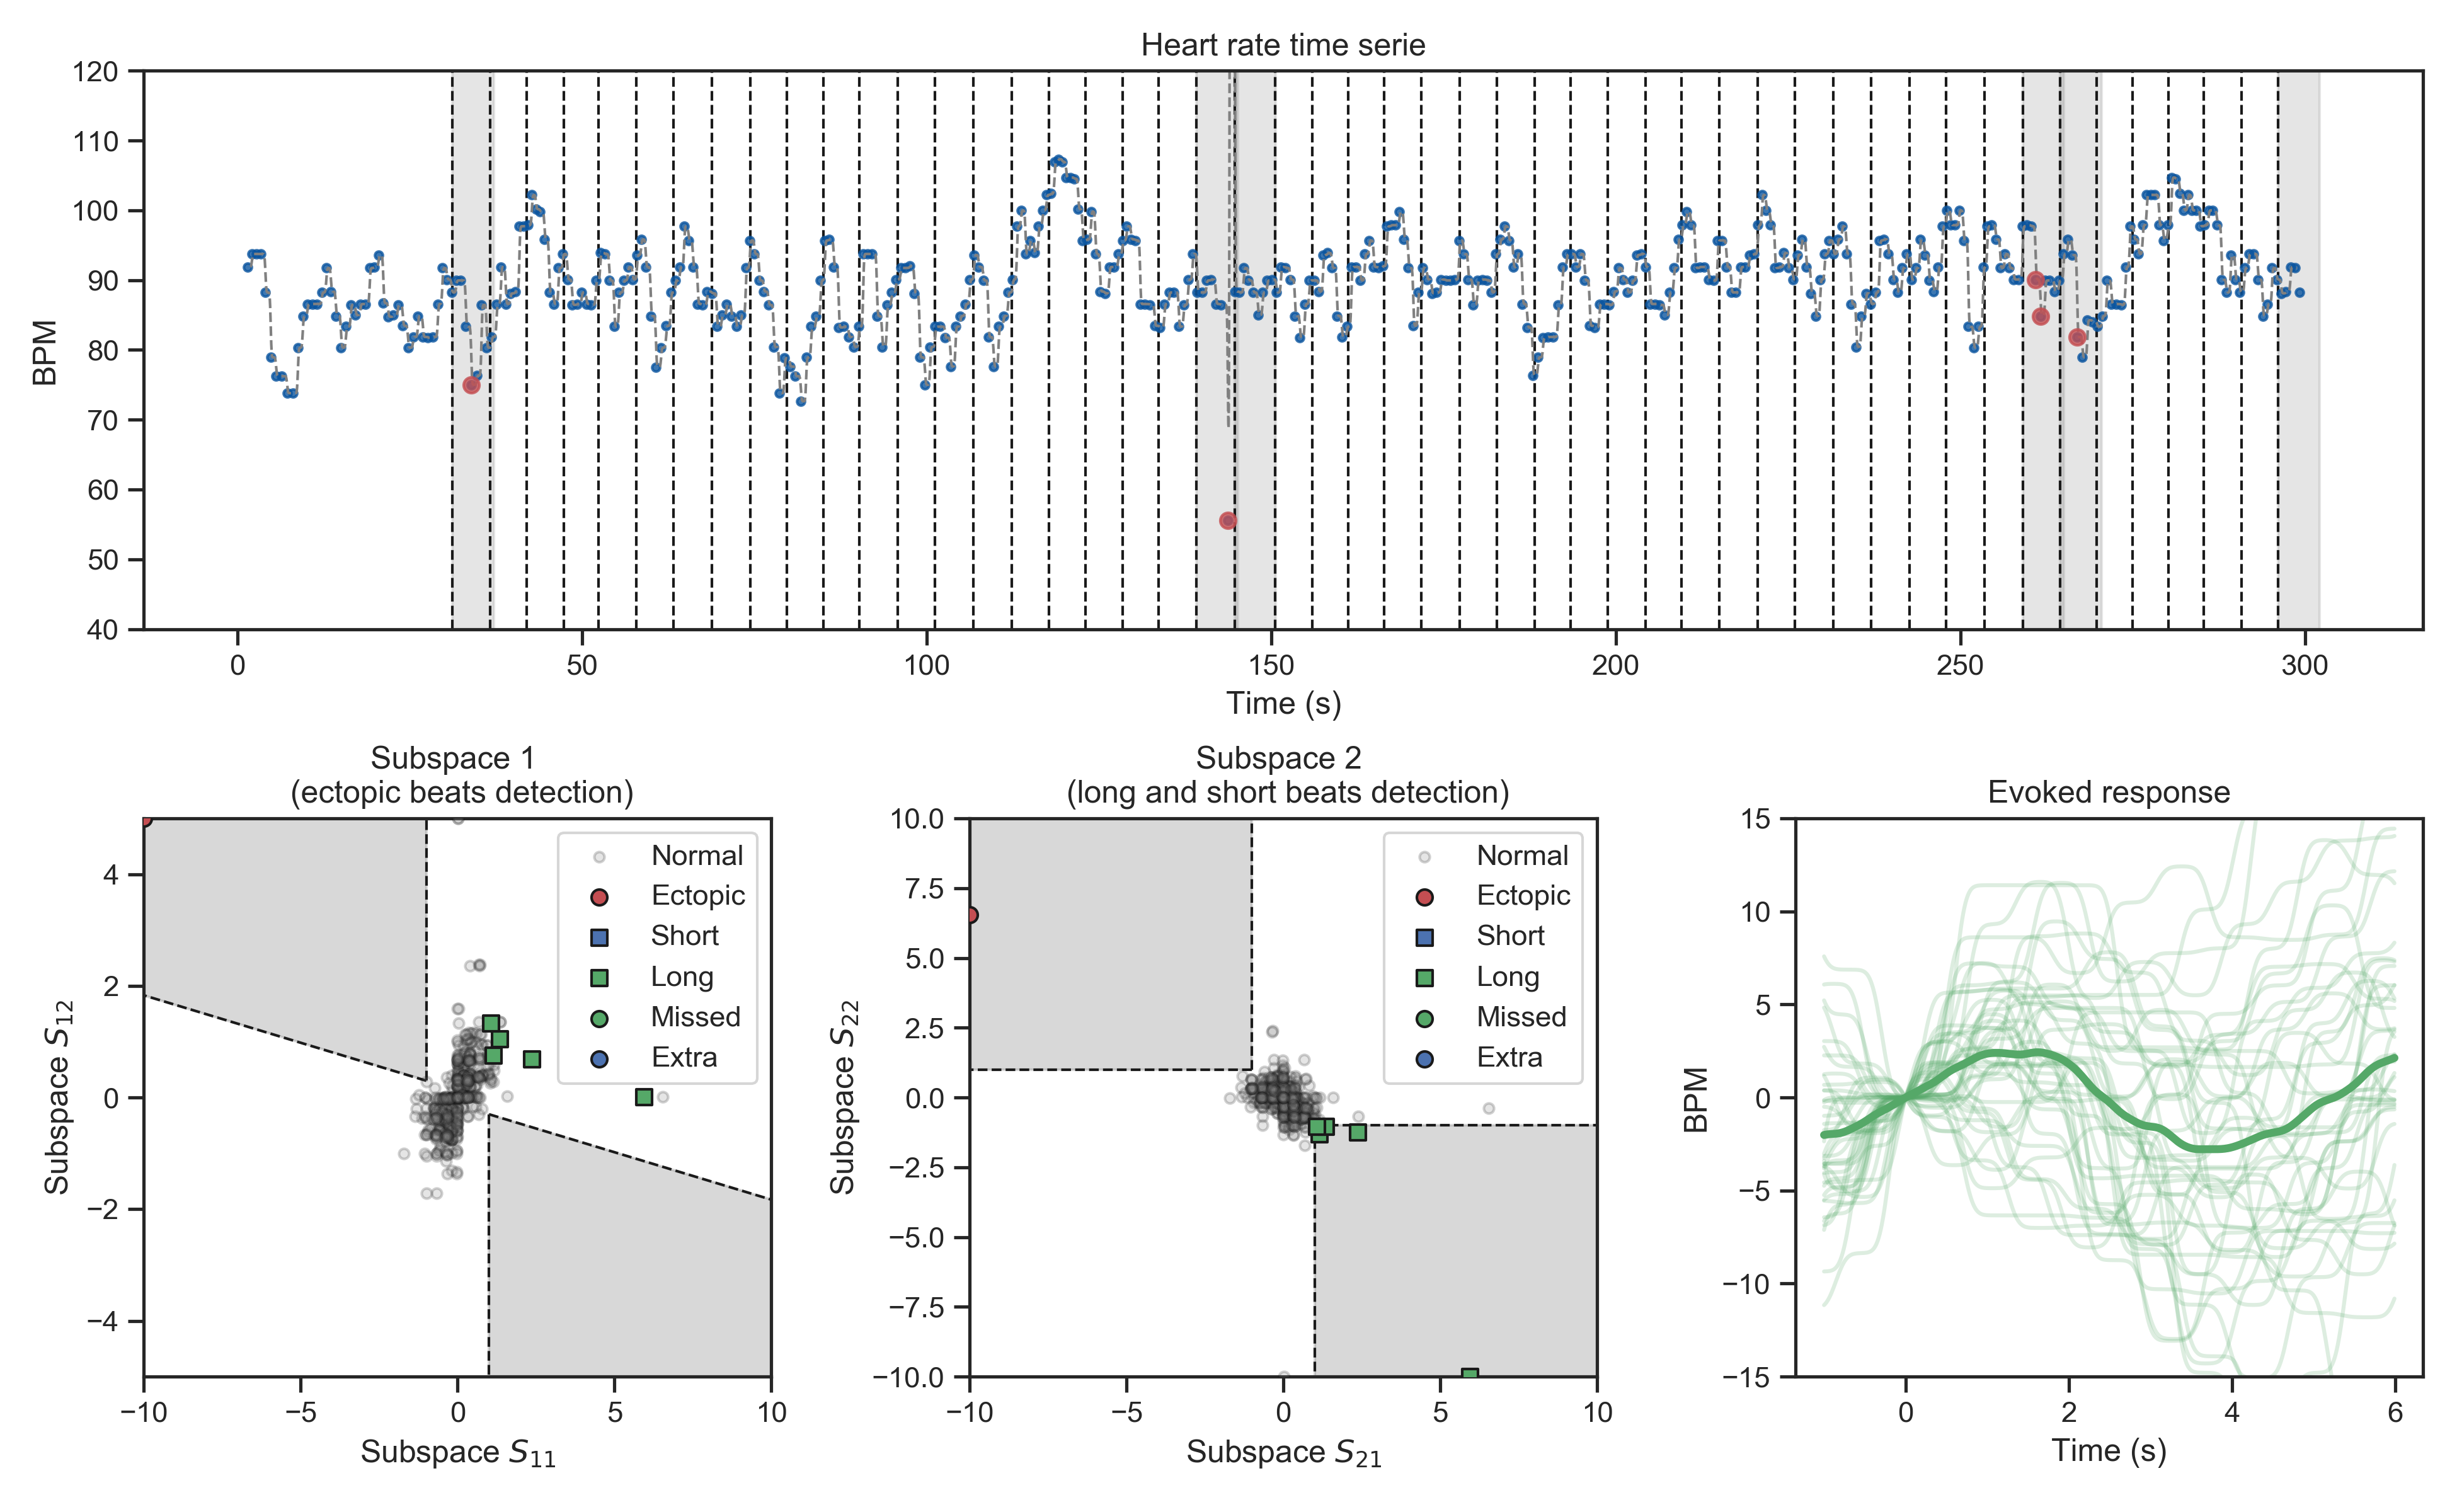 Heart rate time serie
120
110
100
90
80
70
60
50
40
BPM
0 50 100 150 200 250 300
Time (s)
Subspace 1
(ectopic beats detection)
4
2
0
−2
−4
Subspace S12
Normal
Ectopic
Short
Long
Missed
Extra
−10 −5 0 5 10
Subspace S11
Subspace 2
(long and short beats detection)
10.0
7.5
5.0
2.5
0.0
−2.5
−5.0
−7.5
−10.0
Subspace S22
Normal
Ectopic
Short
Long
Missed
Extra
−10 −5 0 5 10
Subspace S21
Evoked response
15
10
5
0
−5
−10
−15
BPM
0 2 4 6
Time (s)